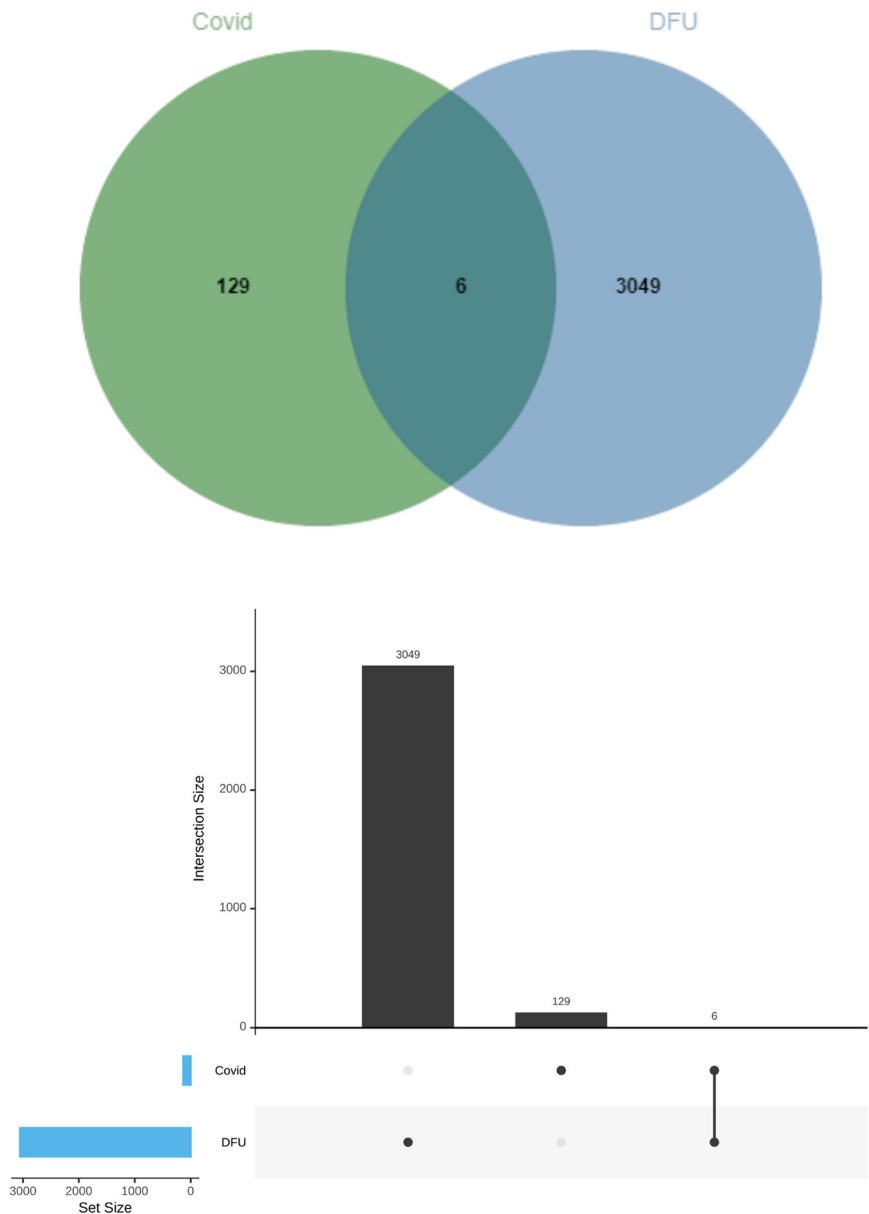 Covid DFU
129 6 3049
3049
3000
2000
Intersection Size
1000
129
6
0
Covid
DFU
3000 2000 1000 0
Set Size